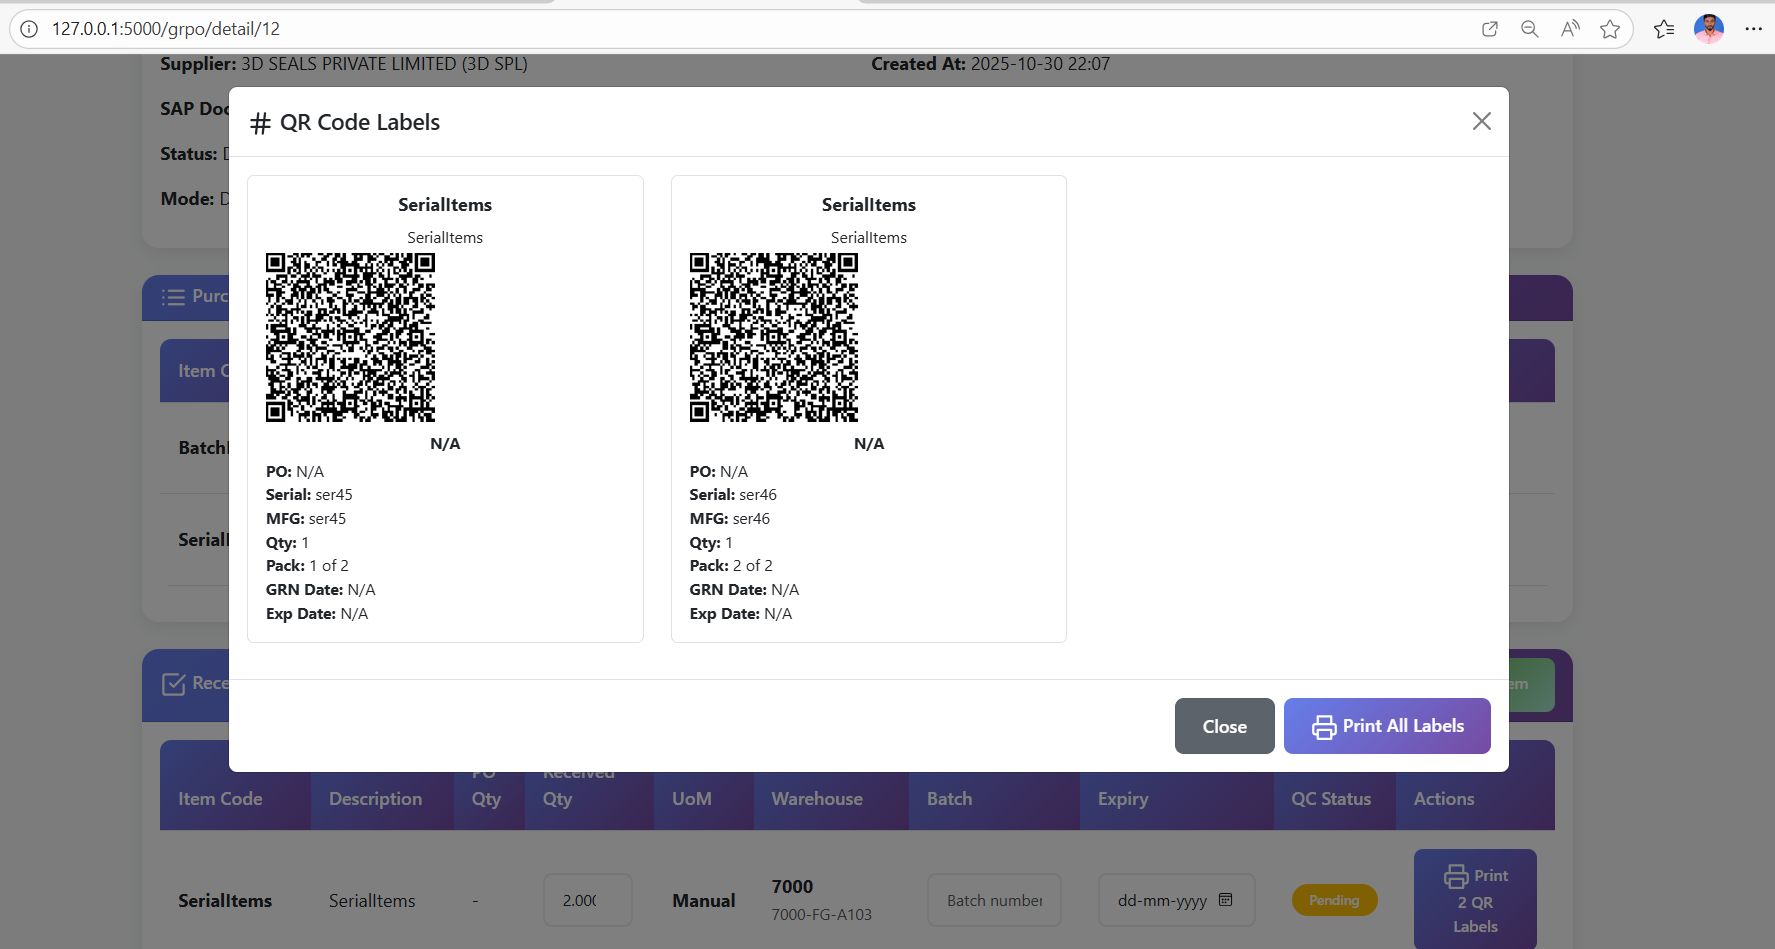 127.0.0.1:5000/grpo/detail/12
Supplier: 3D SEALS PRIVATE LIMITED (3D SPL)
Created At: 2025-10-30 22:07
SAP Doc
Status: D
Mode: D
# QR Code Labels
SerialItems
SerialItems
N/A
PO: N/A
Serial: ser45
MFG: ser45
Qty: 1
Pack: 1 of 2
GRN Date: N/A
Exp Date: N/A
SerialItems
SerialItems
N/A
PO: N/A
Serial: ser46
MFG: ser46
Qty: 1
Pack: 2 of 2
GRN Date: N/A
Exp Date: N/A
Close
Print All Labels
Purc
Item C
BatchI
SerialI
Rece
em
Item Code
Description
PO
Qty
Received
Qty
UoM
Warehouse
Batch
Expiry
QC Status
Actions
SerialItems
SerialItems
-
2.000
Manual
7000
7000-FG-A103
Batch number
dd-mm-yyyy
Pending
Print
2 QR
Labels